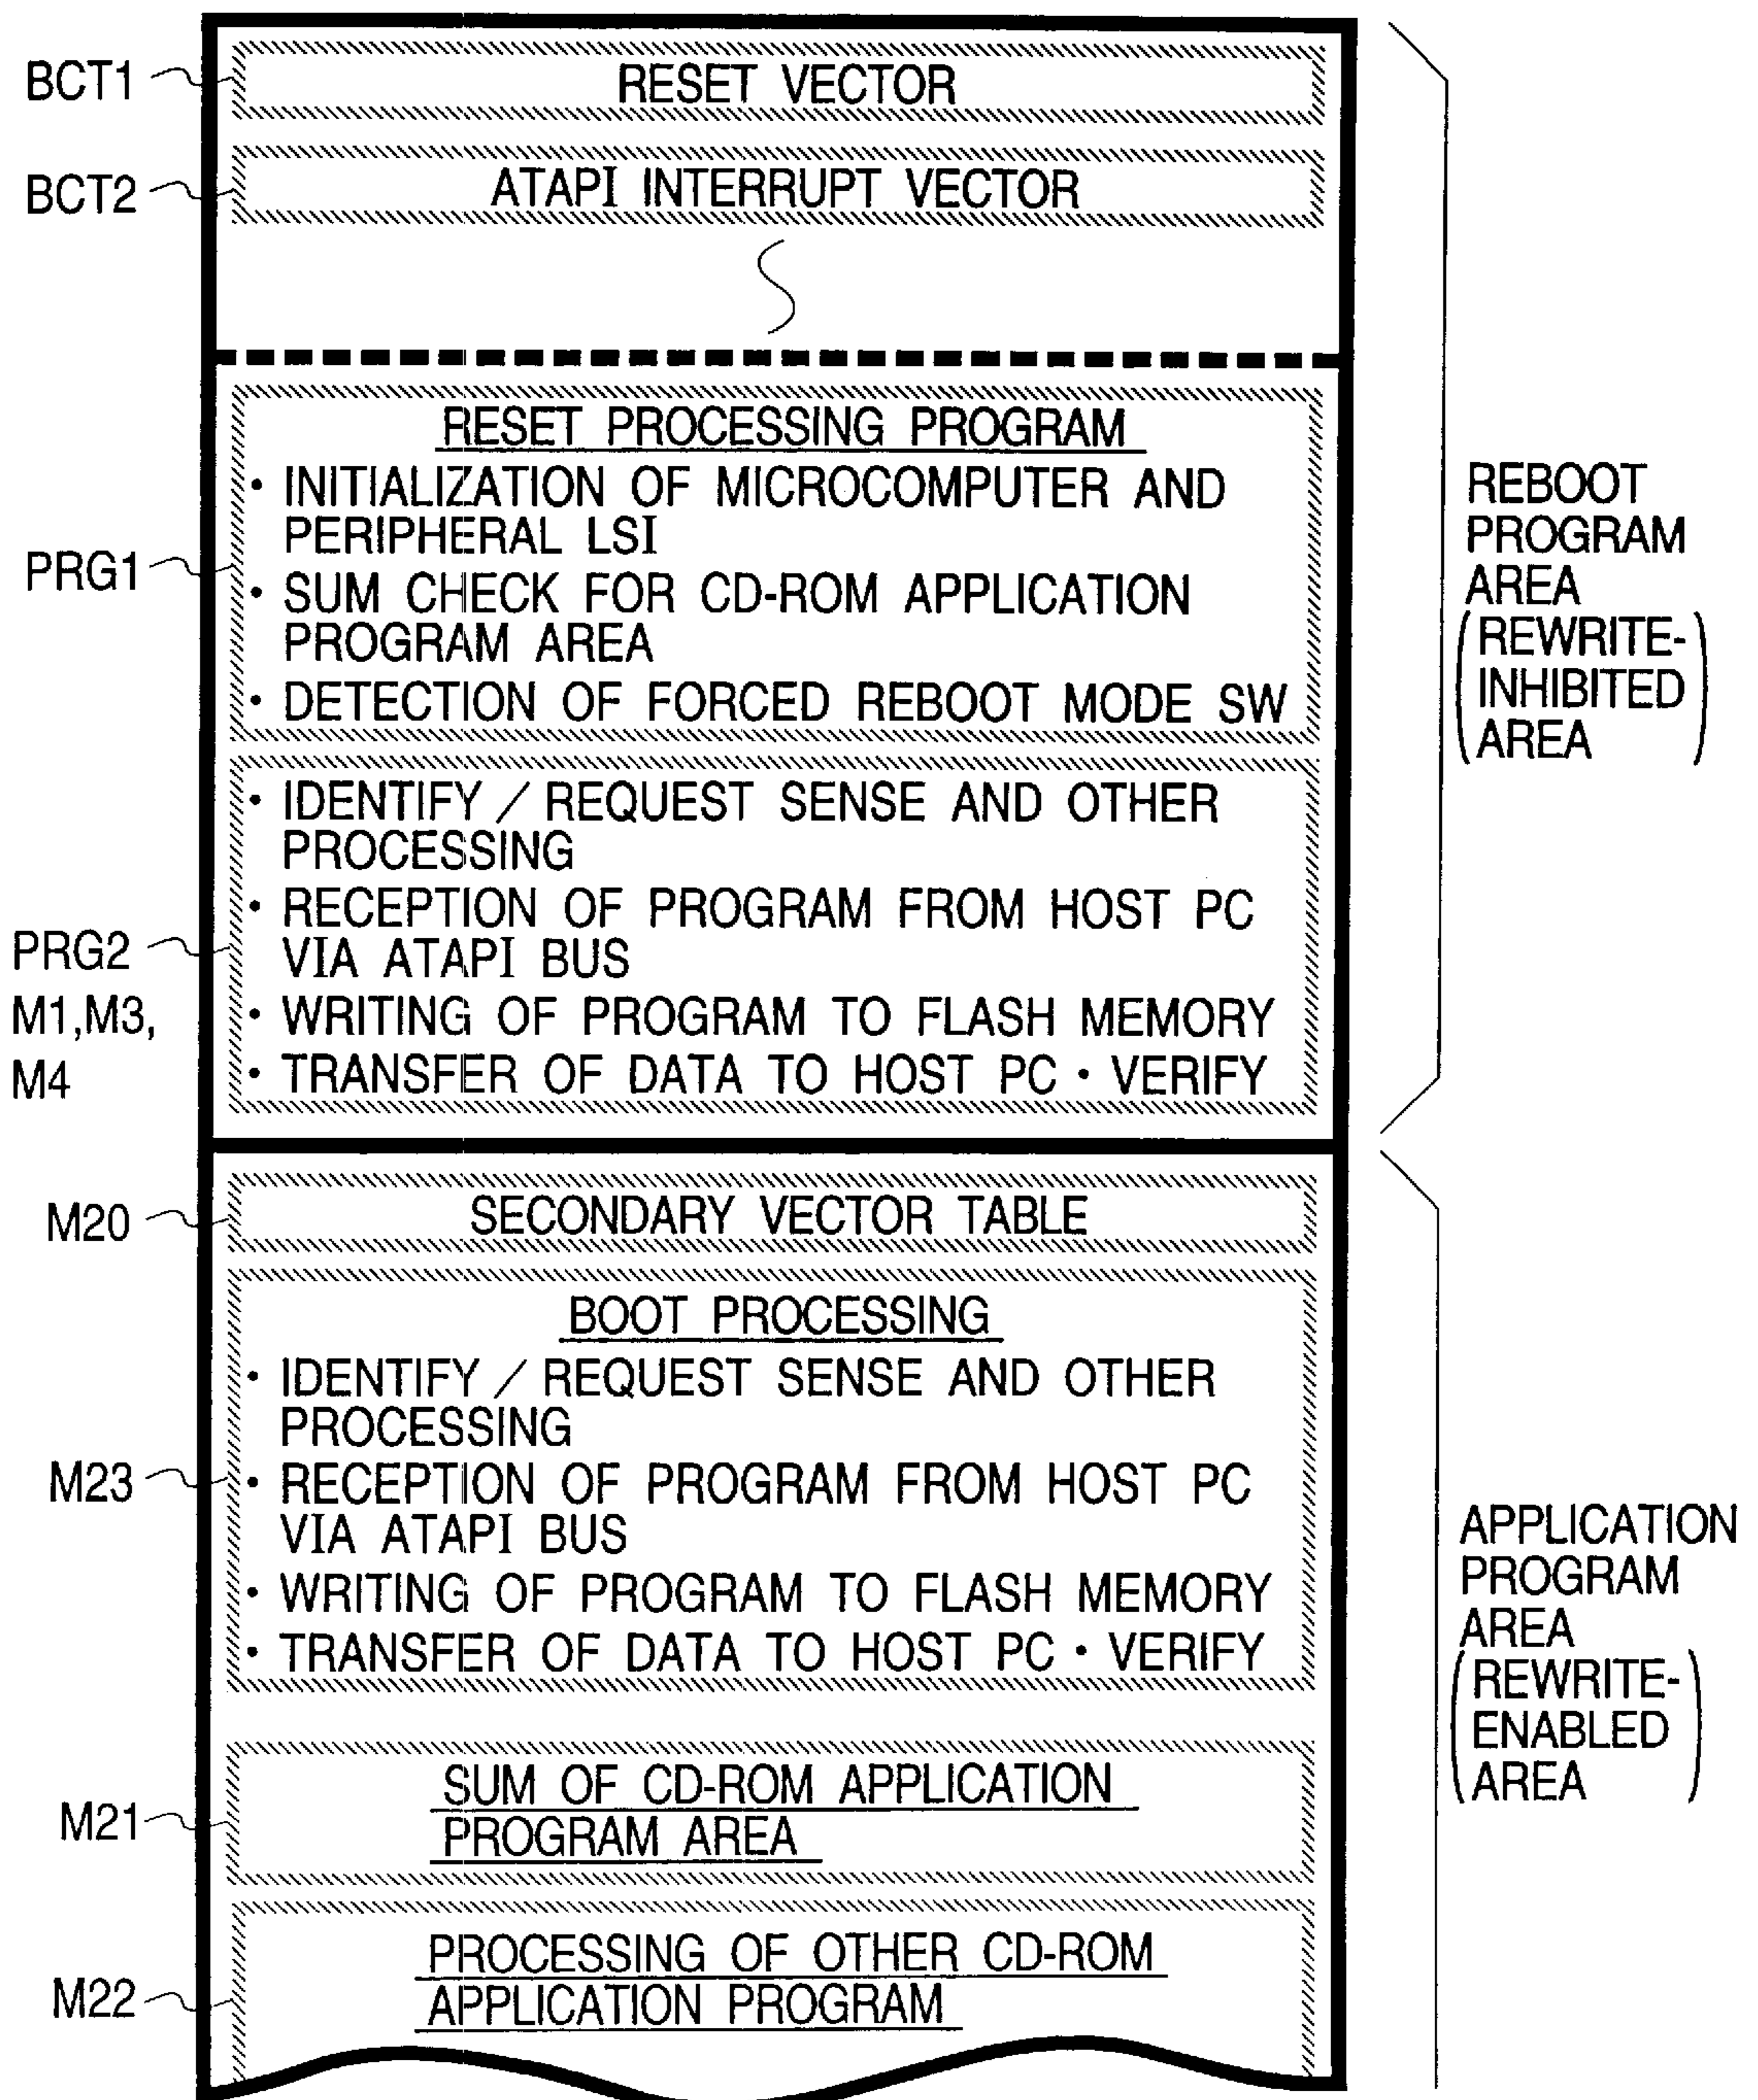 BCT1
RESET VECTOR
BCT2
ATAPI INTERRUPT VECTOR
RESET PROCESSING PROGRAM
• INITIALIZATION OF MICROCOMPUTER AND
PERIPHERAL LSI
PRG1
• SUM CHECK FOR CD-ROM APPLICATION
PROGRAM AREA
• DETECTION OF FORCED REBOOT MODE SW
• IDENTIFY / REQUEST SENSE AND OTHER
PROCESSING
• RECEPTION OF PROGRAM FROM HOST PC
VIA ATAPI BUS
• WRITING OF PROGRAM TO FLASH MEMORY
• TRANSFER OF DATA TO HOST PC • VERIFY
PRG2
M1,M3,
M4
REBOOT
PROGRAM
AREA
(REWRITE-
INHIBITED
AREA)
M20
SECONDARY VECTOR TABLE
BOOT PROCESSING
• IDENTIFY / REQUEST SENSE AND OTHER
PROCESSING
M23
• RECEPTION OF PROGRAM FROM HOST PC
VIA ATAPI BUS
• WRITING OF PROGRAM TO FLASH MEMORY
• TRANSFER OF DATA TO HOST PC • VERIFY
M21
SUM OF CD-ROM APPLICATION
PROGRAM AREA
M22
PROCESSING OF OTHER CD-ROM
APPLICATION PROGRAM
APPLICATION
PROGRAM
AREA
(REWRITE-
ENABLED
AREA)